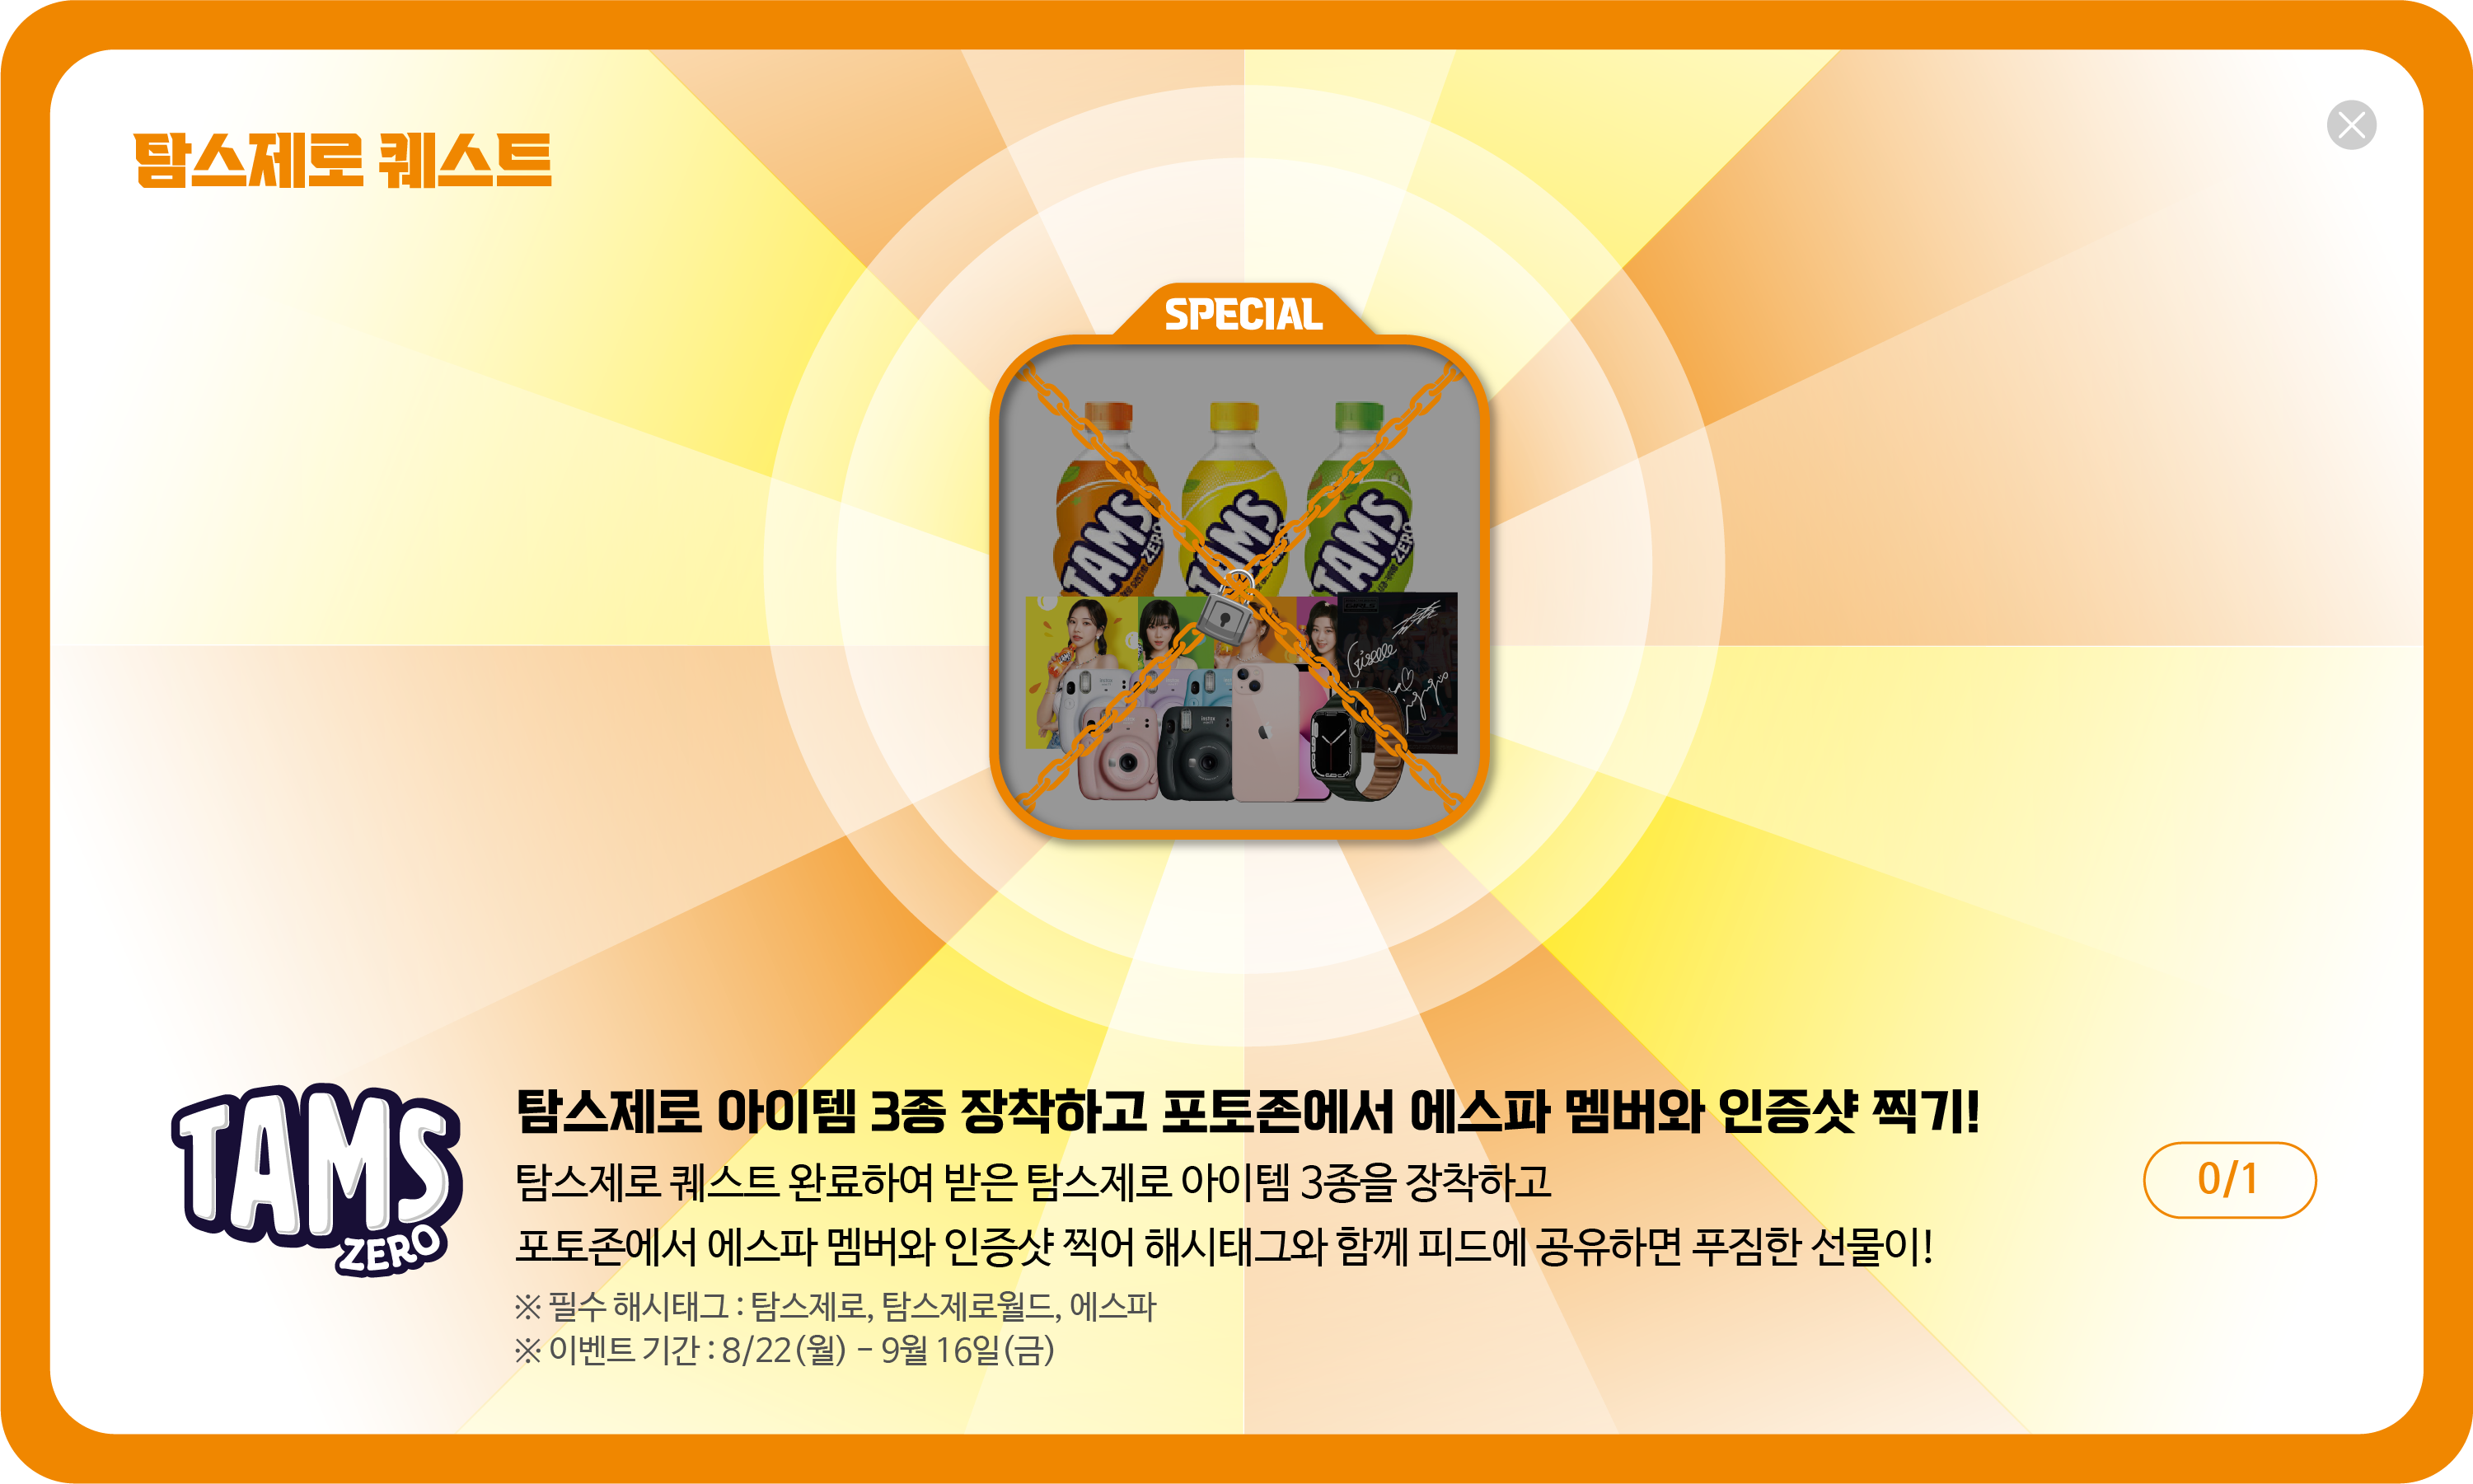 탐스제로 퀘스트
SPECIAL
TAMS ZERO
TAMS ZERO
TAMS ZERO
Giselle
TAMS
ZERO
탐스제로 아이템 3종 장착하고 포토존에서 에스파 멤버와 인증샷 찍기!
탐스제로 퀘스트 완료하여 받은 탐스제로 아이템 3종을 장착하고
포토존에서 에스파 멤버와 인증샷 찍어 해시태그와 함께 피드에 공유하면 푸짐한 선물이!
0/1
※ 필수 해시태그 : 탐스제로, 탐스제로월드, 에스파
※ 이벤트 기간 : 8/22(월) - 9월 16일(금)